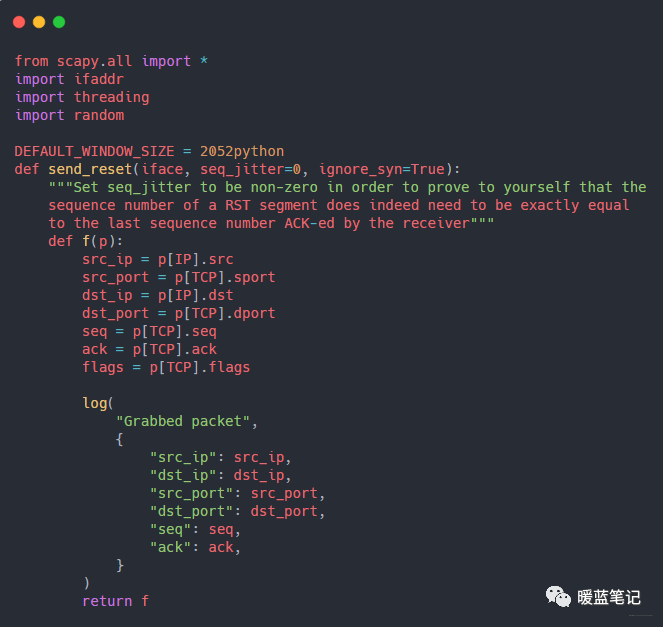 from scapy.all import *
import ifaddr
import threading
import random

DEFAULT_WINDOW_SIZE = 2052python
def send_reset(iface, seq_jitter=0, ignore_syn=True):
    """Set seq_jitter to be non-zero in order to prove to yourself that the
    sequence number of a RST segment does indeed need to be exactly equal
    to the last sequence number ACK-ed by the receiver"""
    def f(p):
        src_ip = p[IP].src
        src_port = p[TCP].sport
        dst_ip = p[IP].dst
        dst_port = p[TCP].dport
        seq = p[TCP].seq
        ack = p[TCP].ack
        flags = p[TCP].flags

        log(
            "Grabbed packet",
            {
                "src_ip": src_ip,
                "dst_ip": dst_ip,
                "src_port": src_port,
                "dst_port": dst_port,
                "seq": seq,
                "ack": ack,
            }
        )
        return f
暖蓝笔记